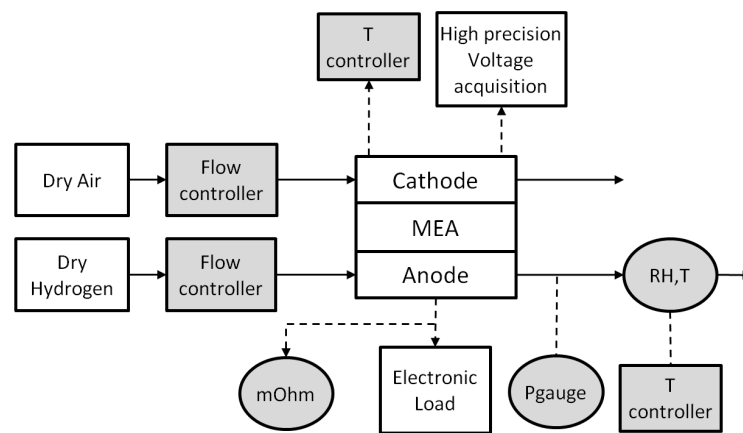 T
controller
High precision
Voltage
acquisition
Dry Air
Flow
controller
Cathode
MEA
Dry
Hydrogen
Flow
controller
Anode
RH,T
mOhm
Electronic
Load
Pgauge
T
controller